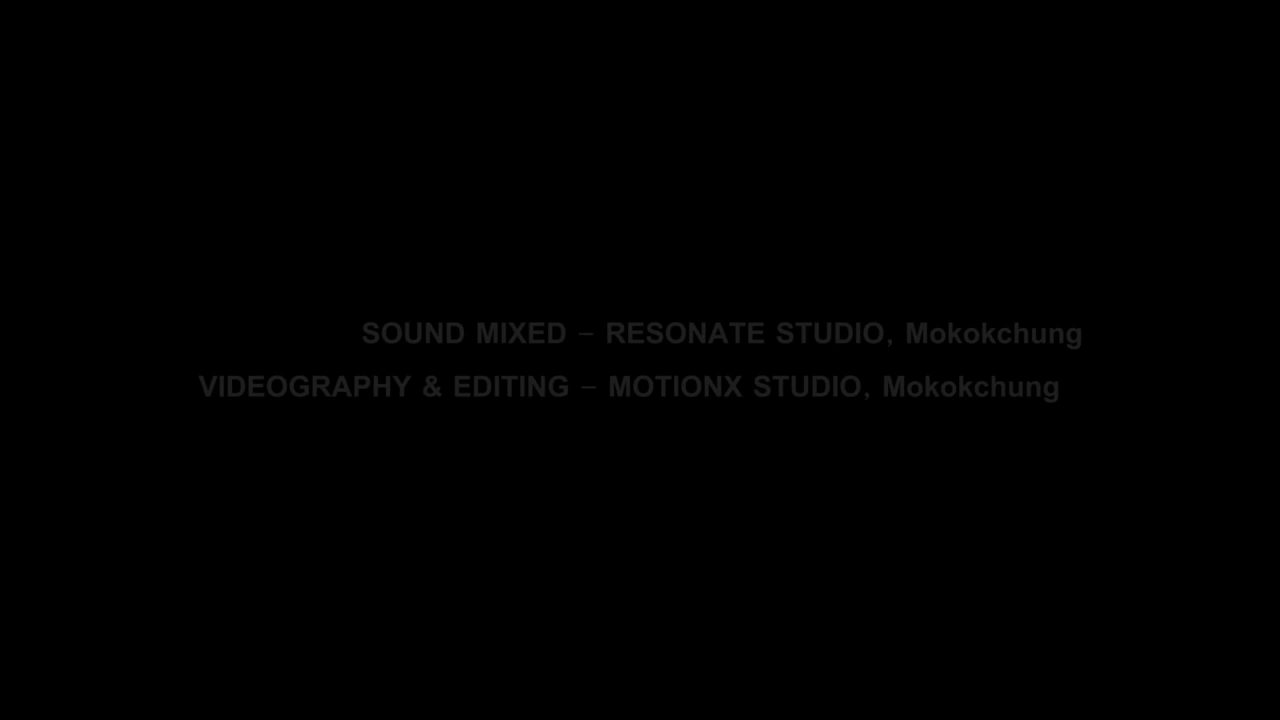 SOUND MIXED – RESONATE STUDIO, Mokokchung
VIDEOGRAPHY & EDITING – MOTIONX STUDIO, Mokokchung